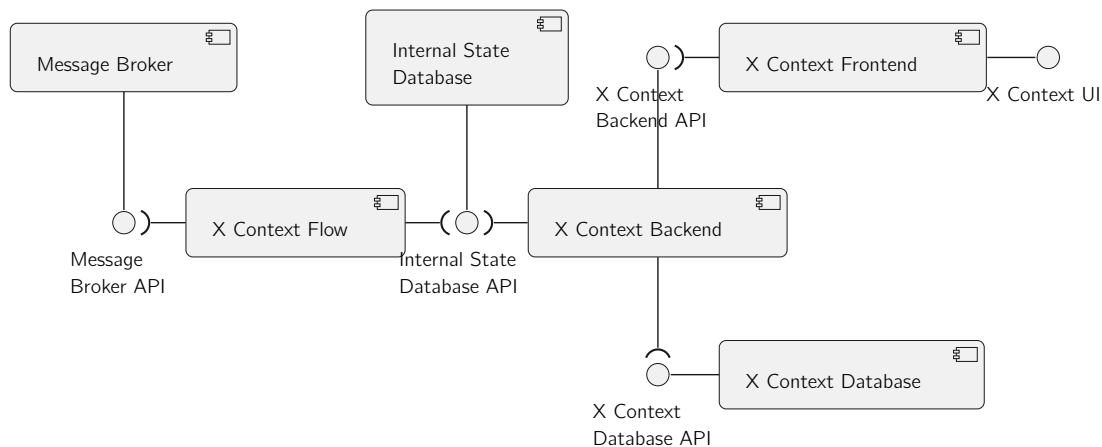 Message Broker
Internal State
Database
X Context Frontend
X Context
Backend API
X Context UI
X Context Flow
X Context Backend
Message
Broker API
Internal State
Database API
X Context Database
X Context
Database API